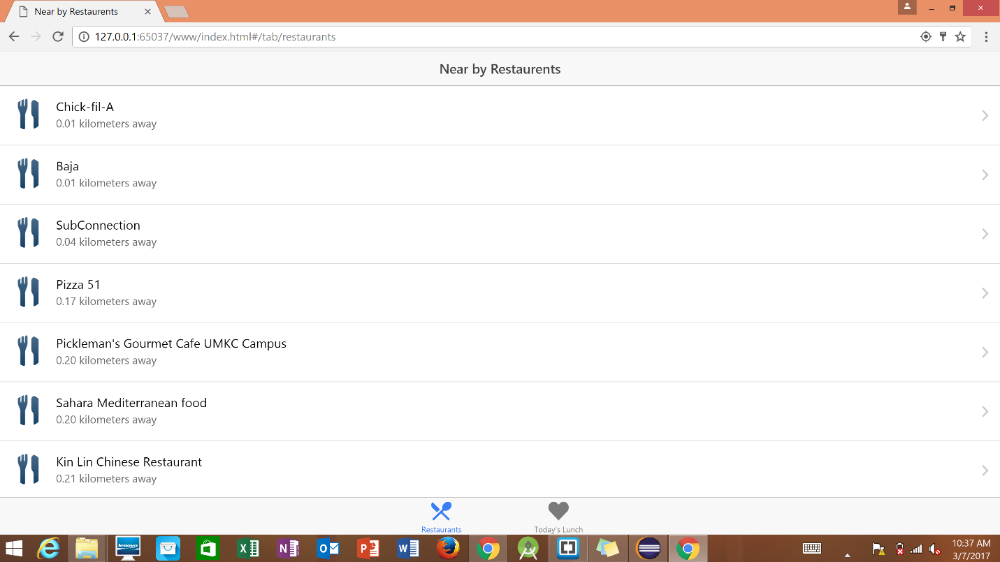 Near by Restaurents
127.0.0.1:65037/www/index.html#/tab/restaurants
Near by Restaurents
Chick-fil-A
0.01 kilometers away
Baja
0.01 kilometers away
SubConnection
0.04 kilometers away
Pizza 51
0.17 kilometers away
Pickleman's Gourmet Cafe UMKC Campus
0.20 kilometers away
Sahara Mediterranean food
0.20 kilometers away
Kin Lin Chinese Restaurant
0.21 kilometers away
Restaurants
Today's Lunch
10:37 AM
3/7/2017